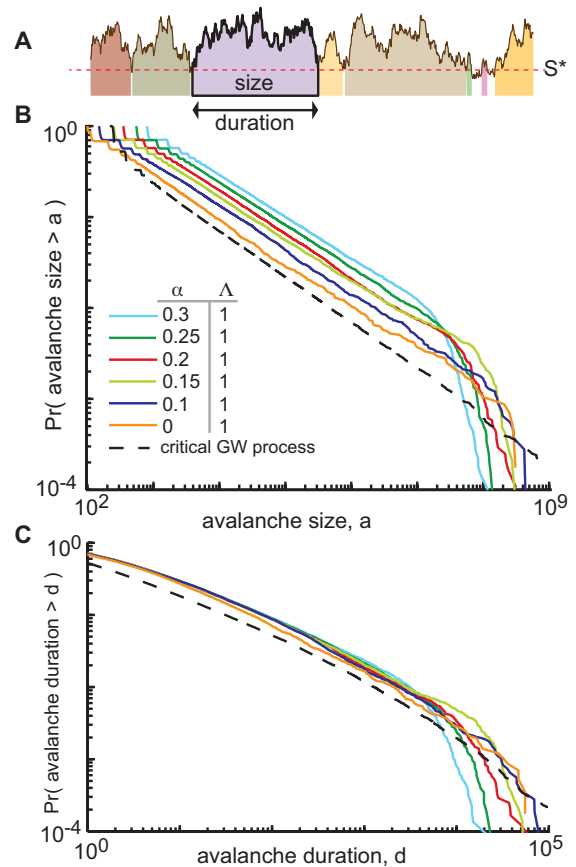 A
S*
size
duration
B
10^0
Pr( avalanche size > a )
α Λ
0.3 1
0.25 1
0.2 1
0.15 1
0.1 1
0 1
critical GW process
10^-4
10^2
10^9
avalanche size, a
C
10^0
Pr( avalanche duration > d )
10^-4
10^0
10^5
avalanche duration, d